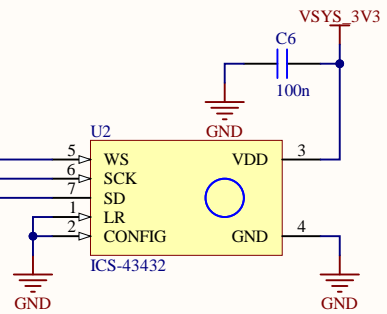 VSYS_3V3
C6
100n
GND
U2
5 WS VDD 3
6 SCK
7 SD
1 LR
2 CONFIG GND 4
ICS-43432
GND GND